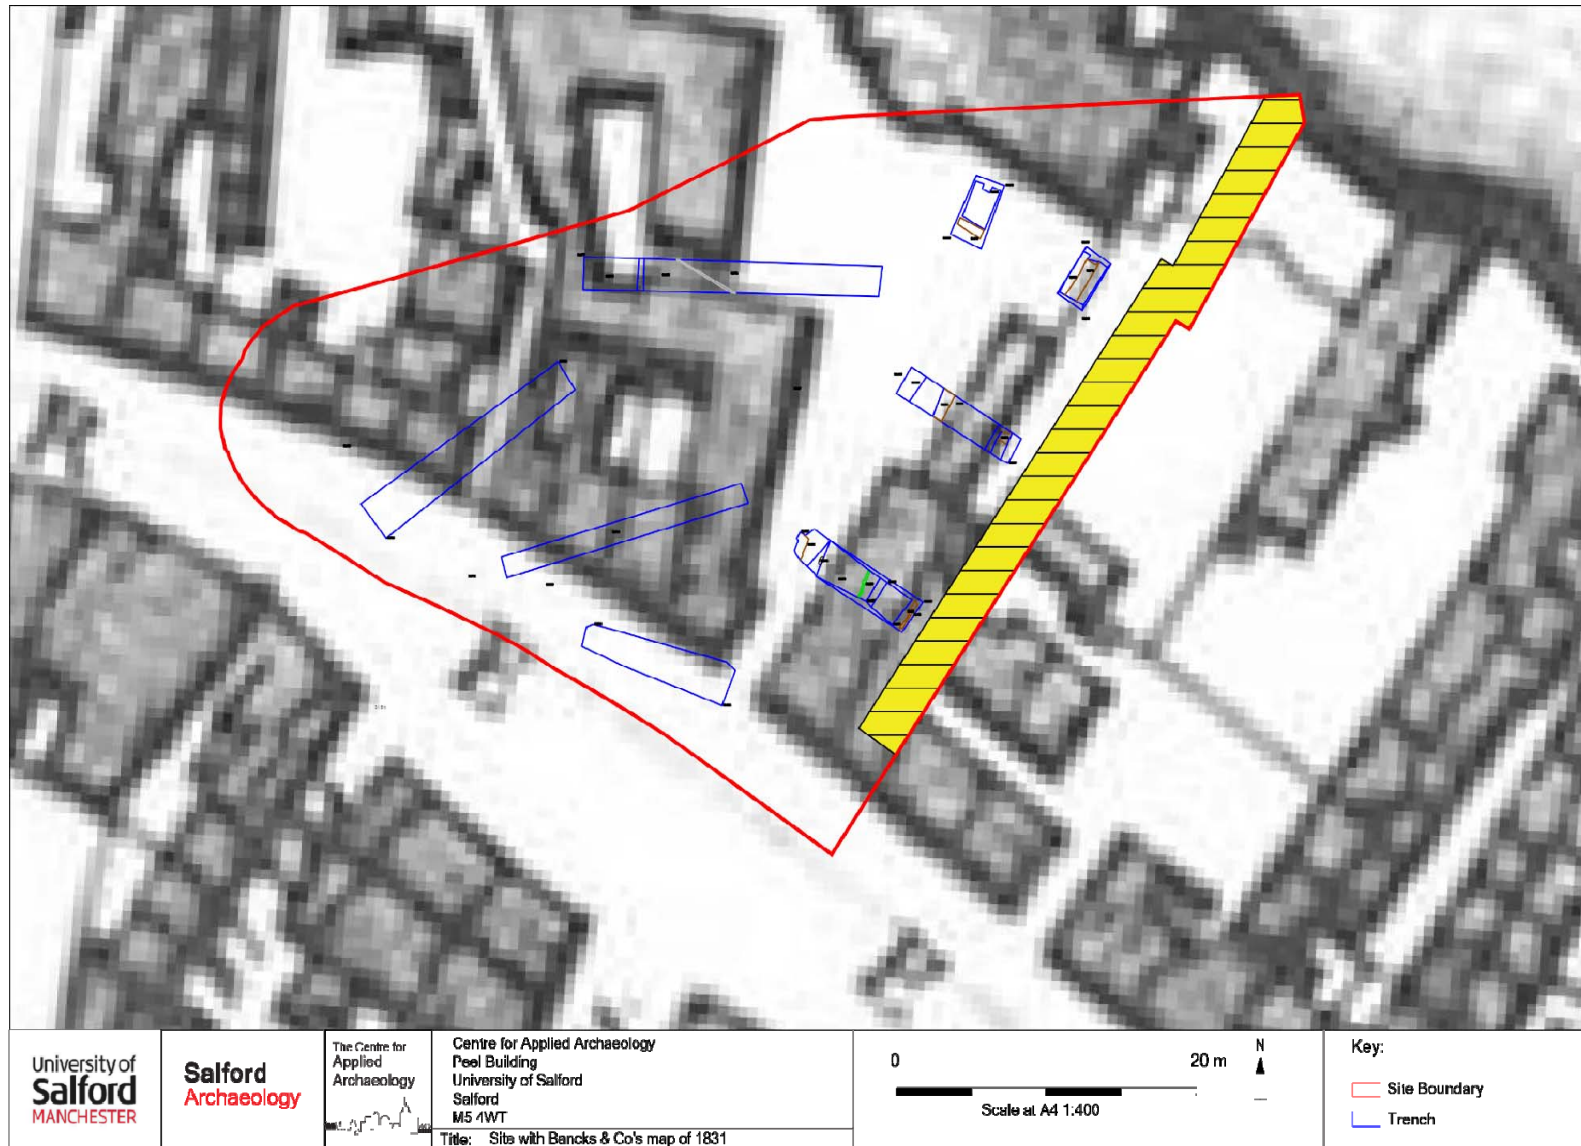 University of
Salford
MANCHESTER
Salford
Archaeology
The Centre for
Applied
Archaeology
Centre for Applied Archaeology
Peel Building
University of Salford
Salford
M5 4WT
Title: Site with Bancks & Co's map of 1831
0 20 m
Scale at A4 1:400
N
Key:
Site Boundary
Trench